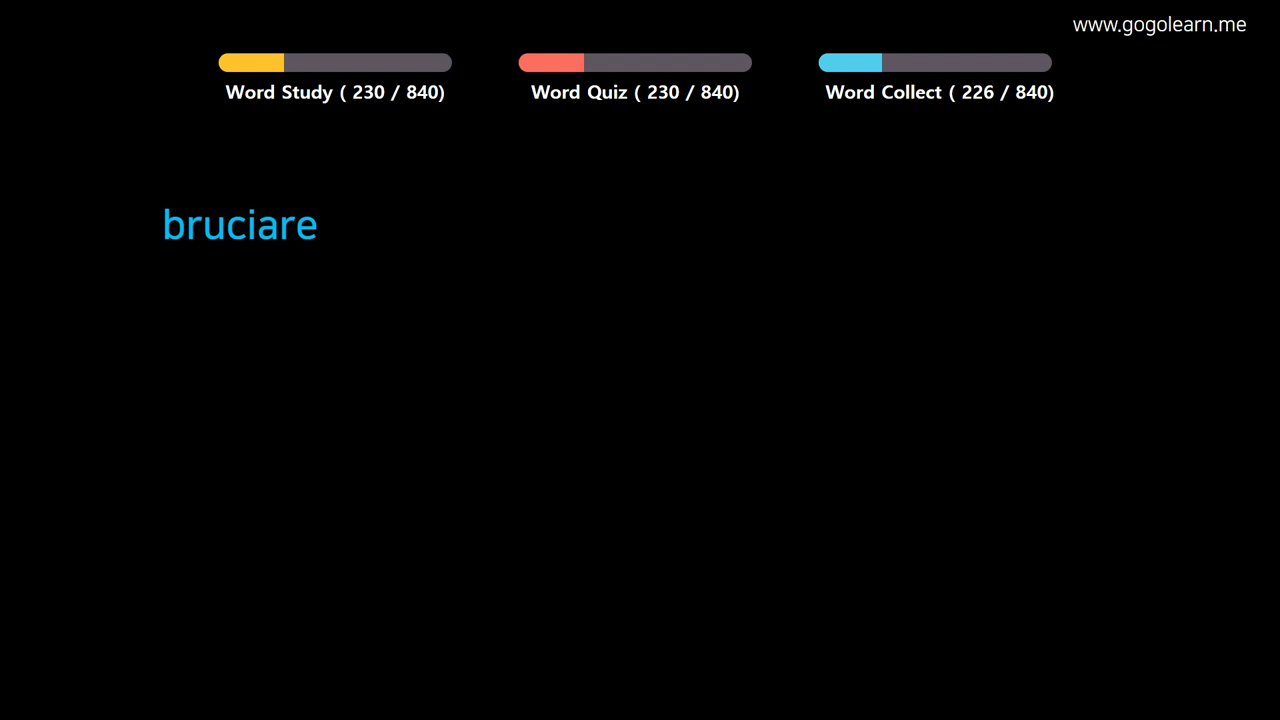 www.gogolearn.me
Word Study ( 230 / 840)
Word Quiz ( 230 / 840)
Word Collect ( 226 / 840)
bruciare